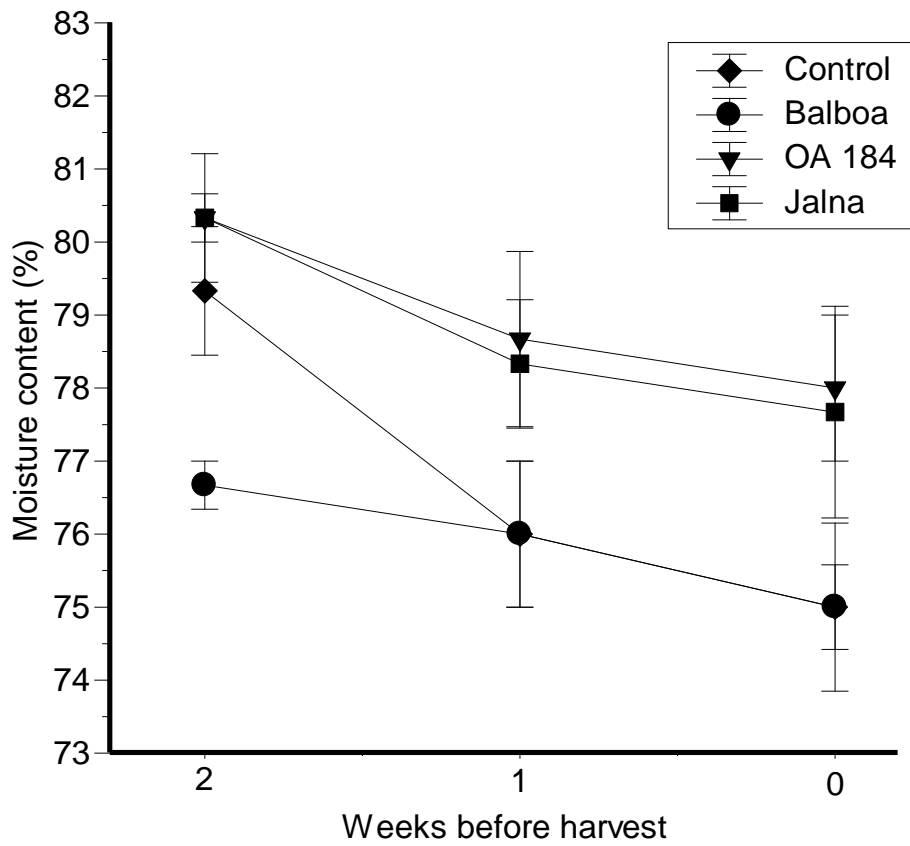 83
82
81
80
79
78
77
76
75
74
73
Moisture content (%)
Control
Balboa
OA 184
Jalna
2
1
0
Weeks before harvest